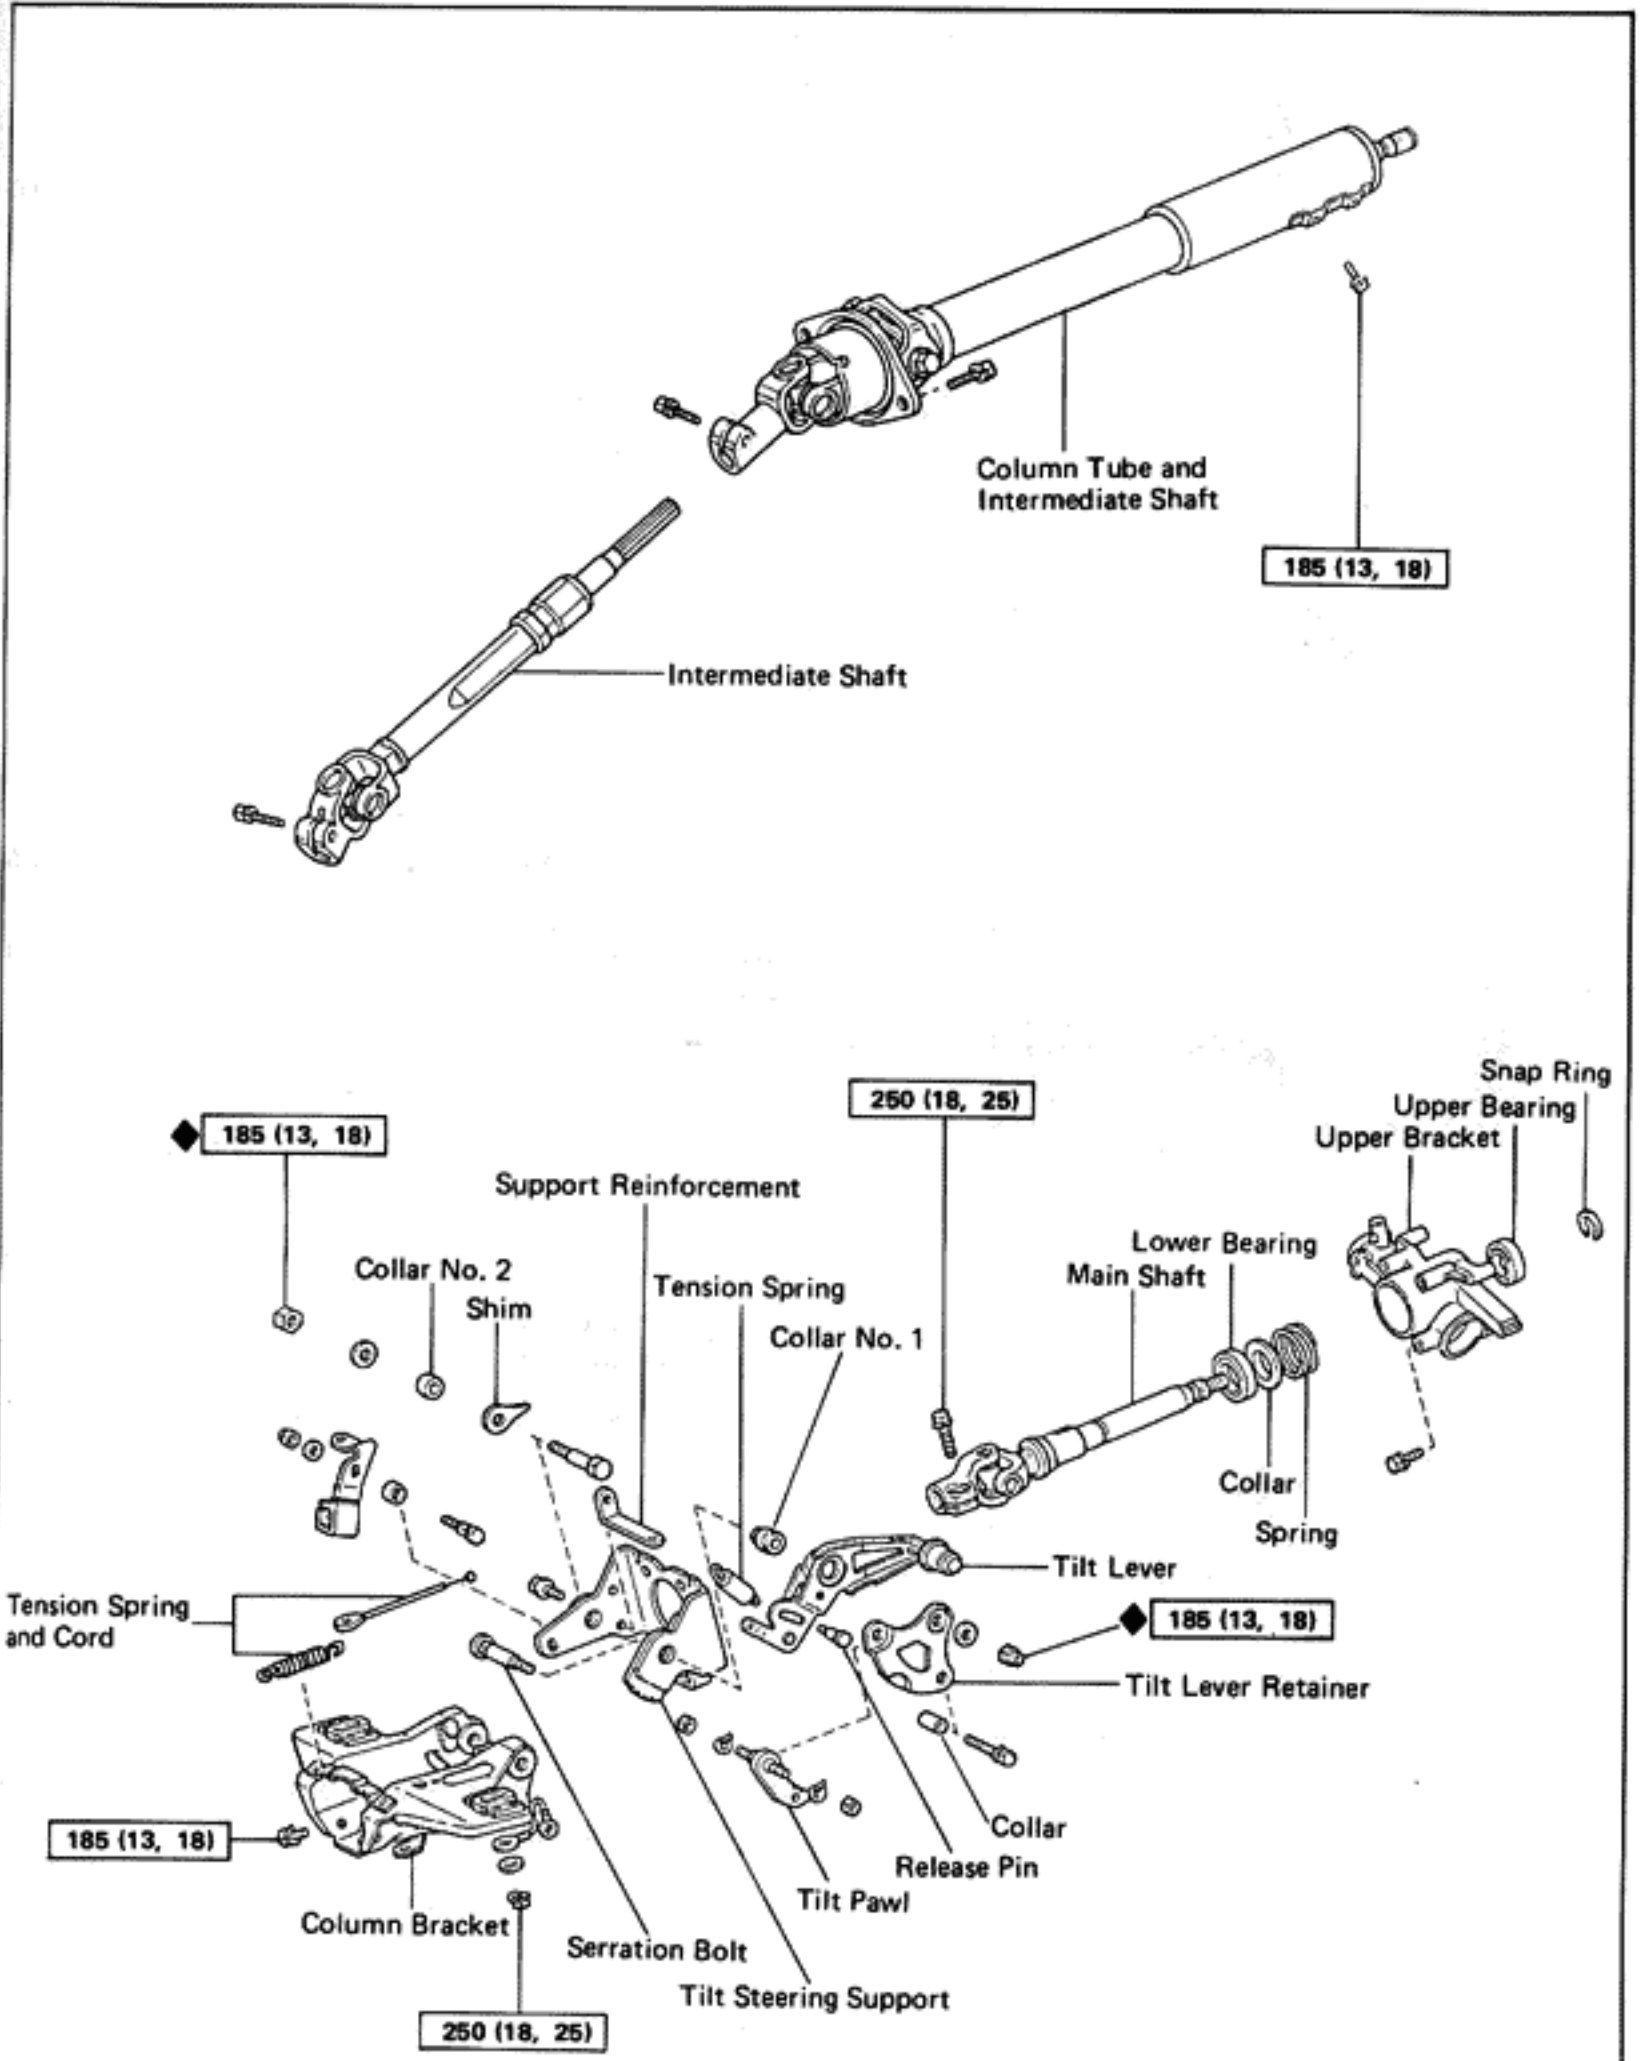 Column Tube and
Intermediate Shaft
185 (13, 18)
Intermediate Shaft
250 (18, 25)
Snap Ring
Upper Bearing
Upper Bracket
◆ 185 (13, 18)
Support Reinforcement
Lower Bearing
Main Shaft
Collar No. 2
Shim
Tension Spring
Collar No. 1
Collar
Spring
Tilt Lever
Tension Spring
and Cord
◆ 185 (13, 18)
Tilt Lever Retainer
185 (13, 18)
Collar
Release Pin
Tilt Pawl
Column Bracket
Serration Bolt
Tilt Steering Support
250 (18, 25)